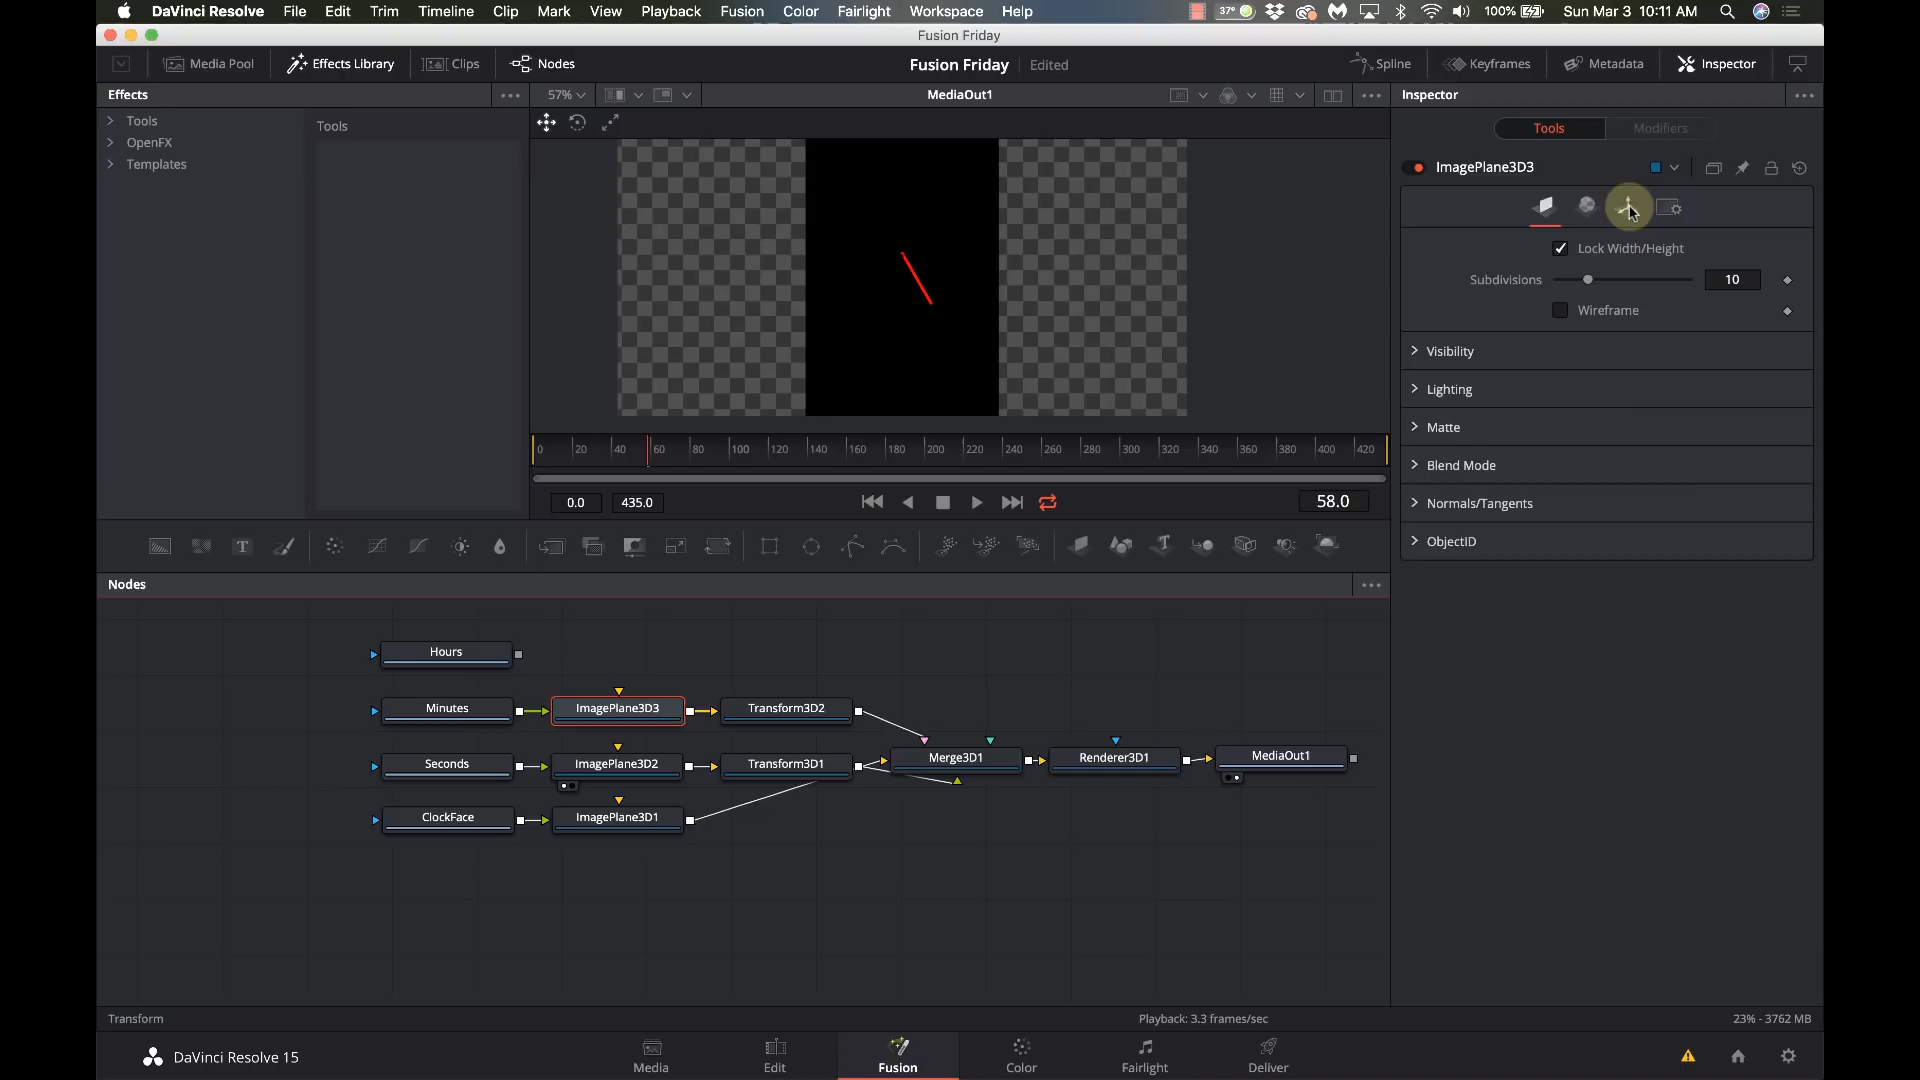 DaVinci Resolve File Edit Trim Timeline Clip Mark View Playback Fusion Color Fairlight Workspace Help 37° 100% Sun Mar 3 10:11 AM
Fusion Friday
Media Pool Effects Library Clips Nodes Fusion Friday Edited Spline Keyframes Metadata Inspector
Effects 57% MediaOut1 Inspector
Tools
OpenFX
Templates
Tools
Tools Modifiers
ImagePlane3D3
Lock Width/Height
Subdivisions 10
Wireframe
Visibility
Lighting
Matte
Blend Mode
Normals/Tangents
ObjectID
0 20 40 60 80 100 120 140 160 180 200 220 240 260 280 300 320 340 360 380 400 420
0.0 435.0 58.0
T T
Nodes
Hours
Minutes ImagePlane3D3 Transform3D2
Seconds ImagePlane3D2 Transform3D1 Merge3D1 Renderer3D1 MediaOut1
ClockFace ImagePlane3D1
Transform Playback: 3.3 frames/sec 23% - 3762 MB
DaVinci Resolve 15 Media Edit Fusion Color Fairlight Deliver